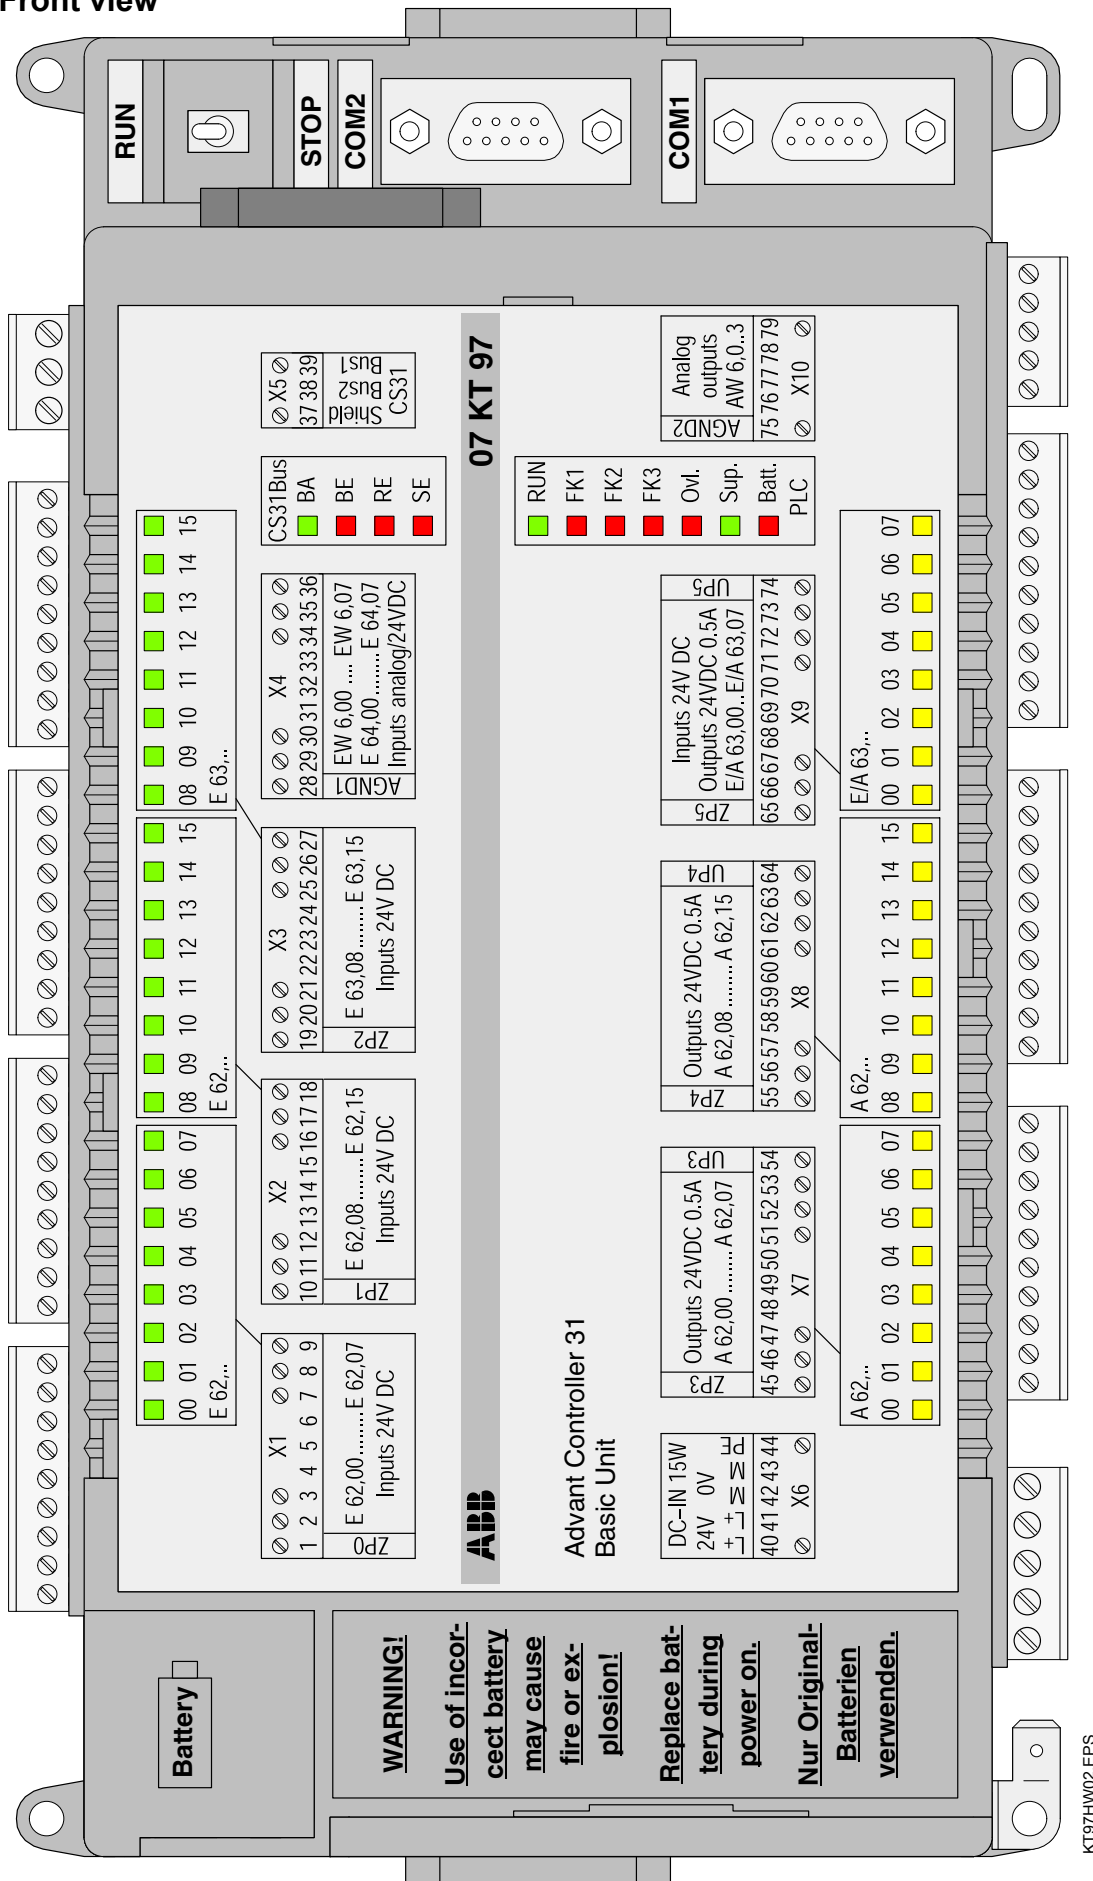 Front view
RUN
STOP
COM2
COM1
00 01 02 03 04 05 06 07
E 62,..
08 09 10 11 12 13 14 15
E 62,..
08 09 10 11 12 13 14 15
E 63,..
X1
1 2 3 4 5 6 7 8 9
ZP0
E 62,00.........E 62,07
Inputs 24V DC
X2
10 11 12 13 14 15 16 17 18
ZP1
E 62,08.........E 62,15
Inputs 24V DC
X3
19 20 21 22 23 24 25 26 27
ZP2
E 63,08.........E 63,15
Inputs 24V DC
X4
28 29 30 31 32 33 34 35 36
AGND1
EW 6,00 .... EW 6,07
E 64,00.........E 64,07
Inputs analog/24VDC
CS31Bus
BA
BE
RE
SE
X5
37 38 39
Shield
Bus2
Bus1
CS31
ABB
07 KT 97
Advant Controller 31
Basic Unit
RUN
FK1
FK2
FK3
Ovl.
Sup.
Batt.
PLC
DC–IN 15W
24V 0V
L+ L+ M M PE
40 41 42 43 44
X6
ZP3
Outputs 24VDC 0.5A
A 62,00.........A 62,07
UP3
45 46 47 48 49 50 51 52 53 54
X7
ZP4
Outputs 24VDC 0.5A
A 62,08.........A 62,15
UP4
55 56 57 58 59 60 61 62 63 64
X8
ZP5
Inputs 24V DC
Outputs 24VDC 0.5A
E/A 63,00..E/A 63,07
UP5
65 66 67 68 69 70 71 72 73 74
X9
AGND2
Analog
outputs
AW 6,0..3
75 76 77 78 79
X10
A 62,..
00 01 02 03 04 05 06 07
A 62,..
08 09 10 11 12 13 14 15
E/A 63,..
00 01 02 03 04 05 06 07
Battery
WARNING!
Use of incor-
cect battery
may cause
fire or ex-
plosion!
Replace bat-
tery during
power on.
Nur Original-
Batterien
verwenden.
KT97HW02.EPS